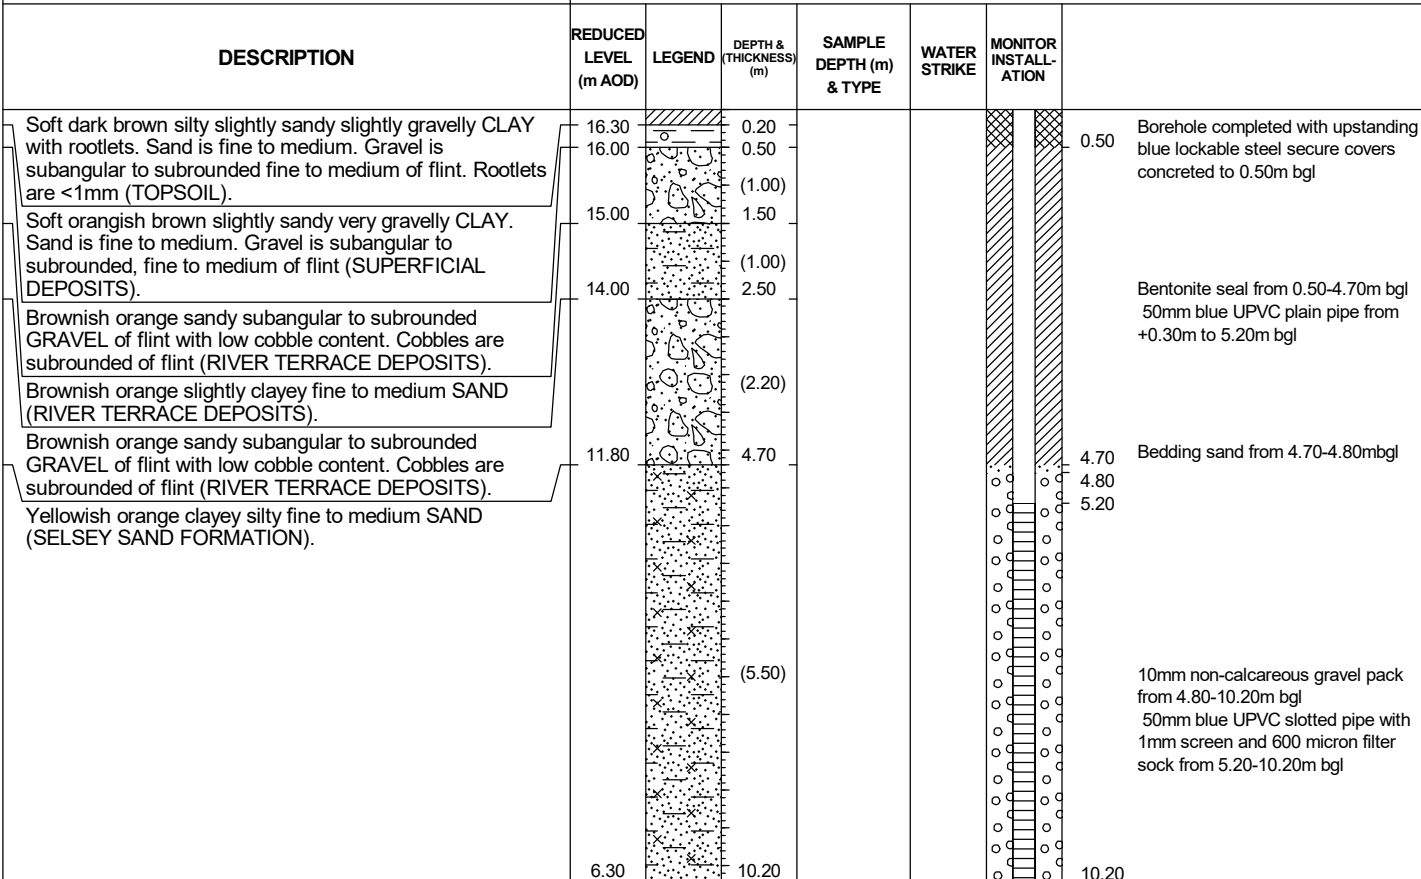 DESCRIPTION
REDUCED
LEVEL
(m AOD)
LEGEND
DEPTH &
(THICKNESS)
(m)
SAMPLE
DEPTH (m)
& TYPE
WATER
STRIKE
MONITOR
INSTALL-
ATION
Soft dark brown silty slightly sandy slightly gravelly CLAY
with rootlets. Sand is fine to medium. Gravel is
subangular to subrounded fine to medium of flint. Rootlets
are <1mm (TOPSOIL).
Soft orangish brown slightly sandy very gravelly CLAY.
Sand is fine to medium. Gravel is subangular to
subrounded, fine to medium of flint (SUPERFICIAL
DEPOSITS).
Brownish orange sandy subangular to subrounded
GRAVEL of flint with low cobble content. Cobbles are
subrounded of flint (RIVER TERRACE DEPOSITS).
Brownish orange slightly clayey fine to medium SAND
(RIVER TERRACE DEPOSITS).
Brownish orange sandy subangular to subrounded
GRAVEL of flint with low cobble content. Cobbles are
subrounded of flint (RIVER TERRACE DEPOSITS).
Yellowish orange clayey silty fine to medium SAND
(SELSEY SAND FORMATION).
16.30
16.00
15.00
14.00
11.80
6.30
0.20
0.50
(1.00)
1.50
(1.00)
2.50
(2.20)
4.70
(5.50)
10.20
0.50
4.70
4.80
5.20
10.20
Borehole completed with upstanding
blue lockable steel secure covers
concreted to 0.50m bgl
Bentonite seal from 0.50-4.70m bgl
50mm blue UPVC plain pipe from
+0.30m to 5.20m bgl
Bedding sand from 4.70-4.80mbgl
10mm non-calcareous gravel pack
from 4.80-10.20m bgl
50mm blue UPVC slotted pipe with
1mm screen and 600 micron filter
sock from 5.20-10.20m bgl